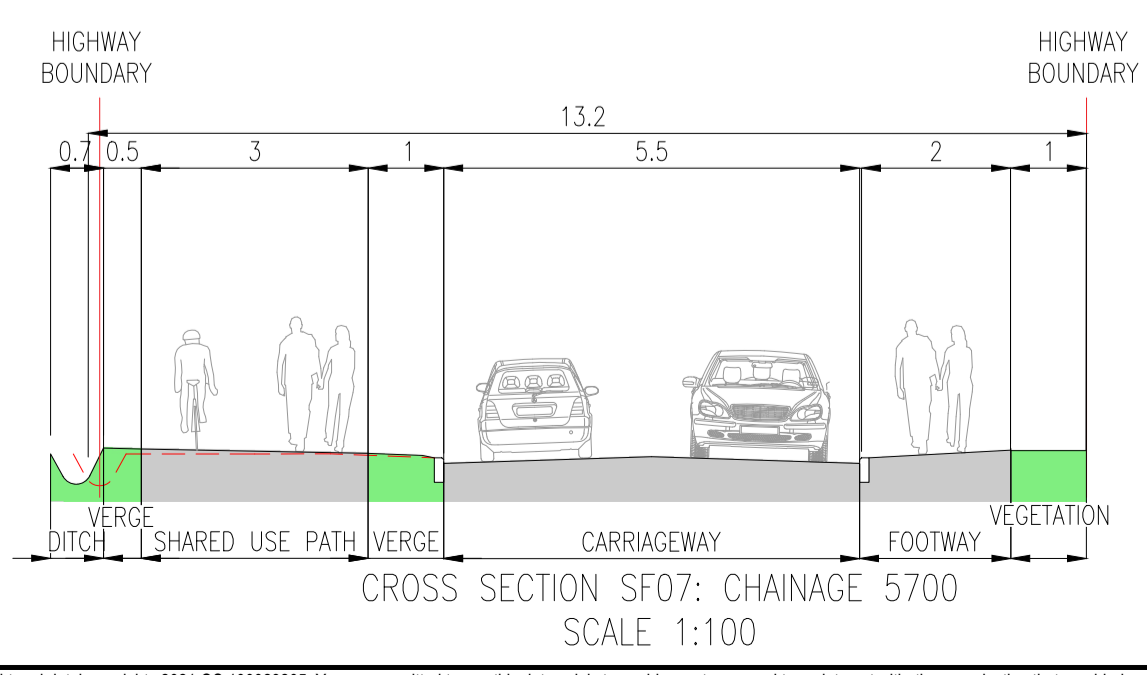 HIGHWAY
BOUNDARY
HIGHWAY
BOUNDARY
13.2
0.7 0.5 3 1 5.5 2 1
VERGE
VEGETATION
DITCH SHARED USE PATH VERGE CARRIAGEWAY FOOTWAY
CROSS SECTION SF07: CHAINAGE 5700
SCALE 1:100